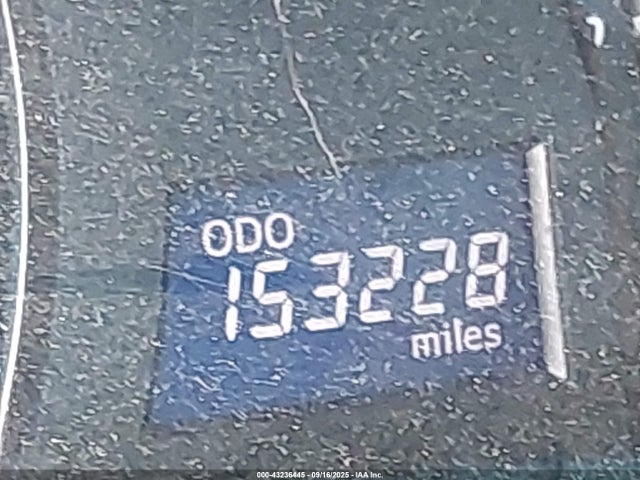 ODO
153228
miles
000-43236445 - 09/16/2025 - IAA Inc.